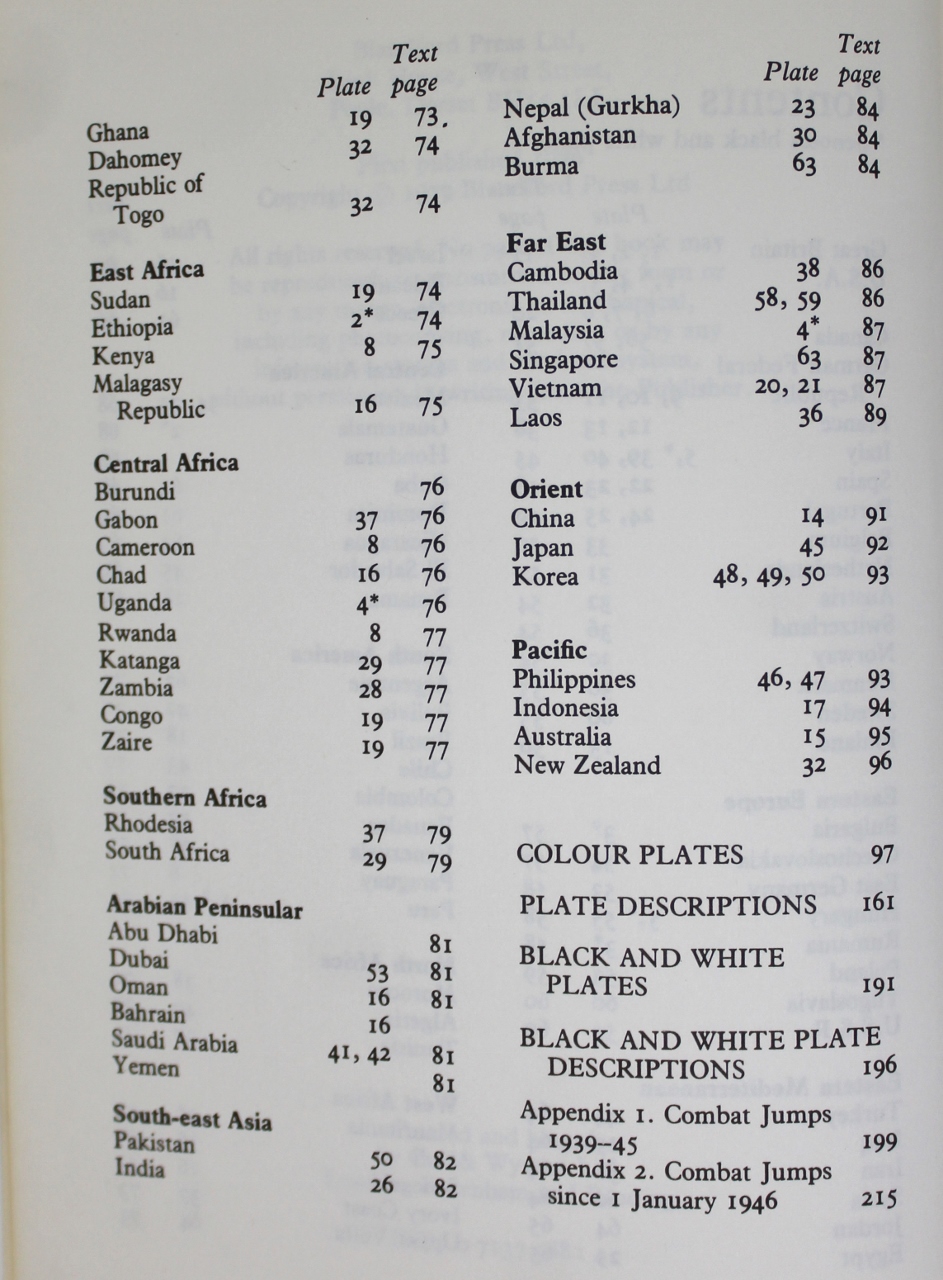 Text
Plate page
Ghana 19 73.
Dahomey 32 74
Republic of
Togo 32 74
East Africa
Sudan 19 74
Ethiopia 2* 74
Kenya 8 75
Malagasy
Republic 16 75
Central Africa
Burundi 76
Gabon 37 76
Cameroon 8 76
Chad 16 76
Uganda 4* 76
Rwanda 8 77
Katanga 29 77
Zambia 28 77
Congo 19 77
Zaire 19 77
Southern Africa
Rhodesia 37 79
South Africa 29 79
Arabian Peninsular
Abu Dhabi 81
Dubai 53 81
Oman 16 81
Bahrain 16
Saudi Arabia 41, 42 81
Yemen 81
South-east Asia
Pakistan 50 82
India 26 82
Text
Plate page
Nepal (Gurkha) 23 84
Afghanistan 30 84
Burma 63 84
Far East
Cambodia 38 86
Thailand 58, 59 86
Malaysia 4* 87
Singapore 63 87
Vietnam 20, 21 87
Laos 36 89
Orient
China 14 91
Japan 45 92
Korea 48, 49, 50 93
Pacific
Philippines 46, 47 93
Indonesia 17 94
Australia 15 95
New Zealand 32 96
COLOUR PLATES 97
PLATE DESCRIPTIONS 161
BLACK AND WHITE
PLATES 191
BLACK AND WHITE PLATE
DESCRIPTIONS 196
Appendix 1. Combat Jumps
1939–45 199
Appendix 2. Combat Jumps
since 1 January 1946 215